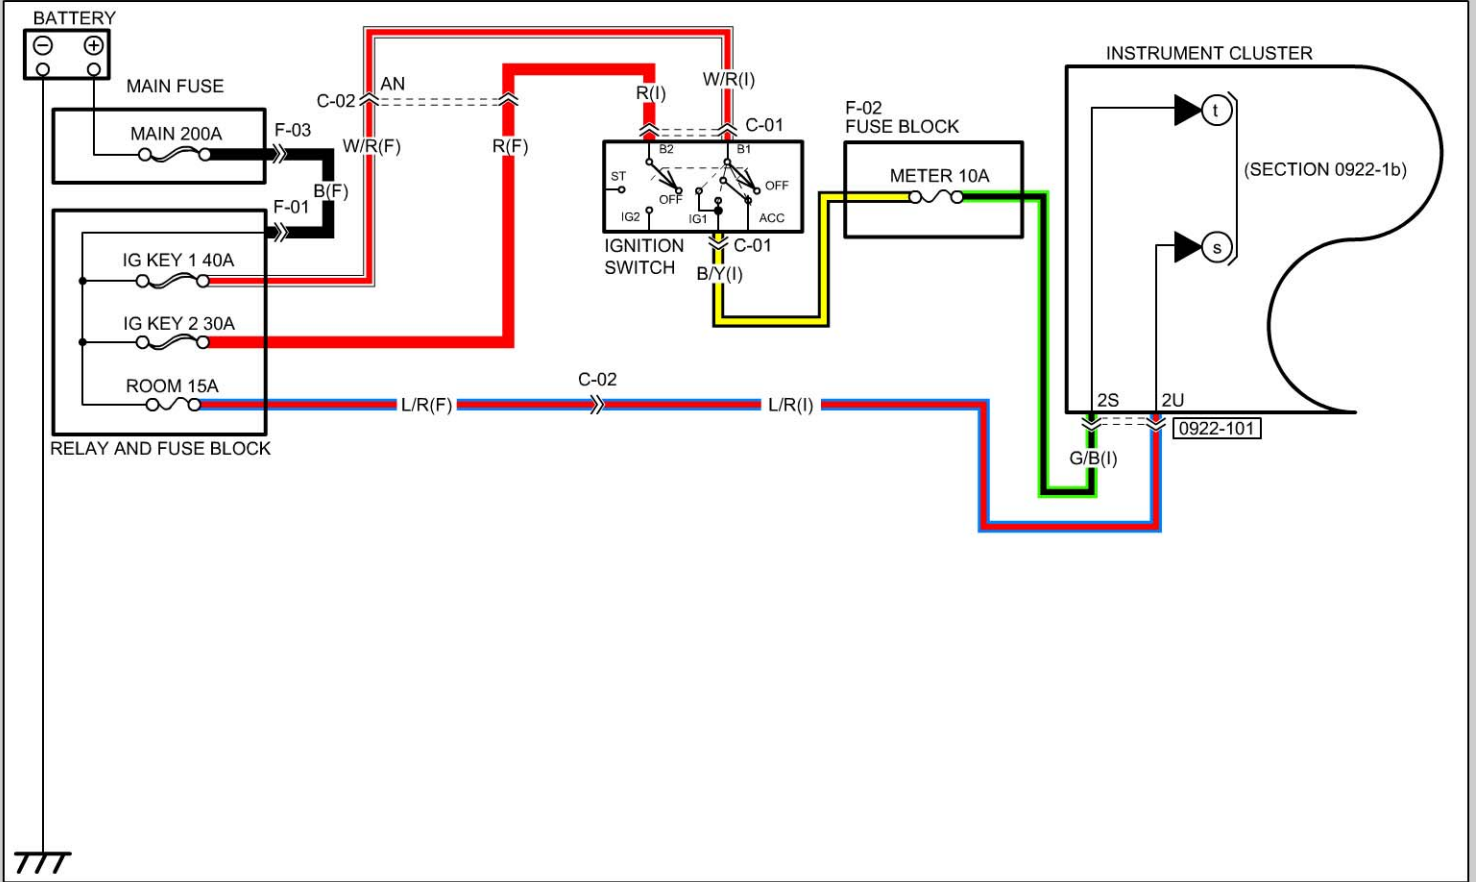 BATTERY
− +
MAIN FUSE
MAIN 200A
F-03
B(F)
F-01
IG KEY 1 40A
IG KEY 2 30A
ROOM 15A
RELAY AND FUSE BLOCK
C-02
AN
W/R(F)
R(F)
R(I)
W/R(I)
C-01
B2
B1
ST
OFF
OFF
IG2
IG1
ACC
IGNITION
SWITCH
C-01
B/Y(I)
F-02
FUSE BLOCK
METER 10A
INSTRUMENT CLUSTER
t
(SECTION 0922-1b)
s
2S
2U
0922-101
G/B(I)
L/R(F)
C-02
L/R(I)